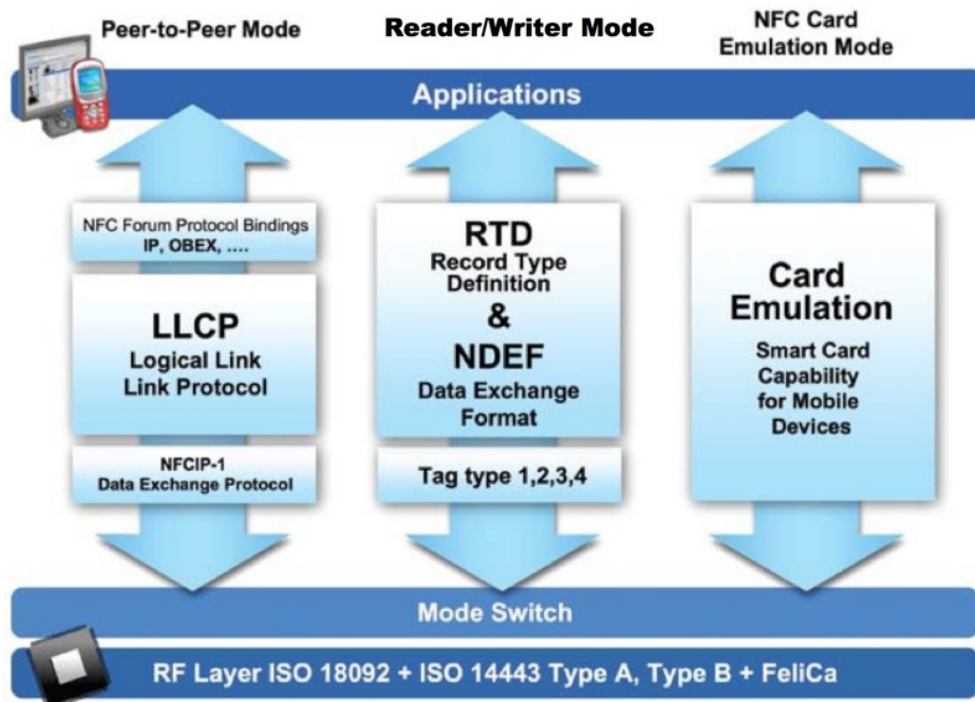 Peer-to-Peer Mode
Reader/Writer Mode
NFC Card
Emulation Mode
Applications
NFC Forum Protocol Bindings
IP, OBEX, ....
LLCP
Logical Link
Link Protocol
NFCIP-1
Data Exchange Protocol
RTD
Record Type
Definition
&
NDEF
Data Exchange
Format
Tag type 1,2,3,4
Card
Emulation
Smart Card
Capability
for Mobile
Devices
Mode Switch
RF Layer ISO 18092 + ISO 14443 Type A, Type B + FeliCa